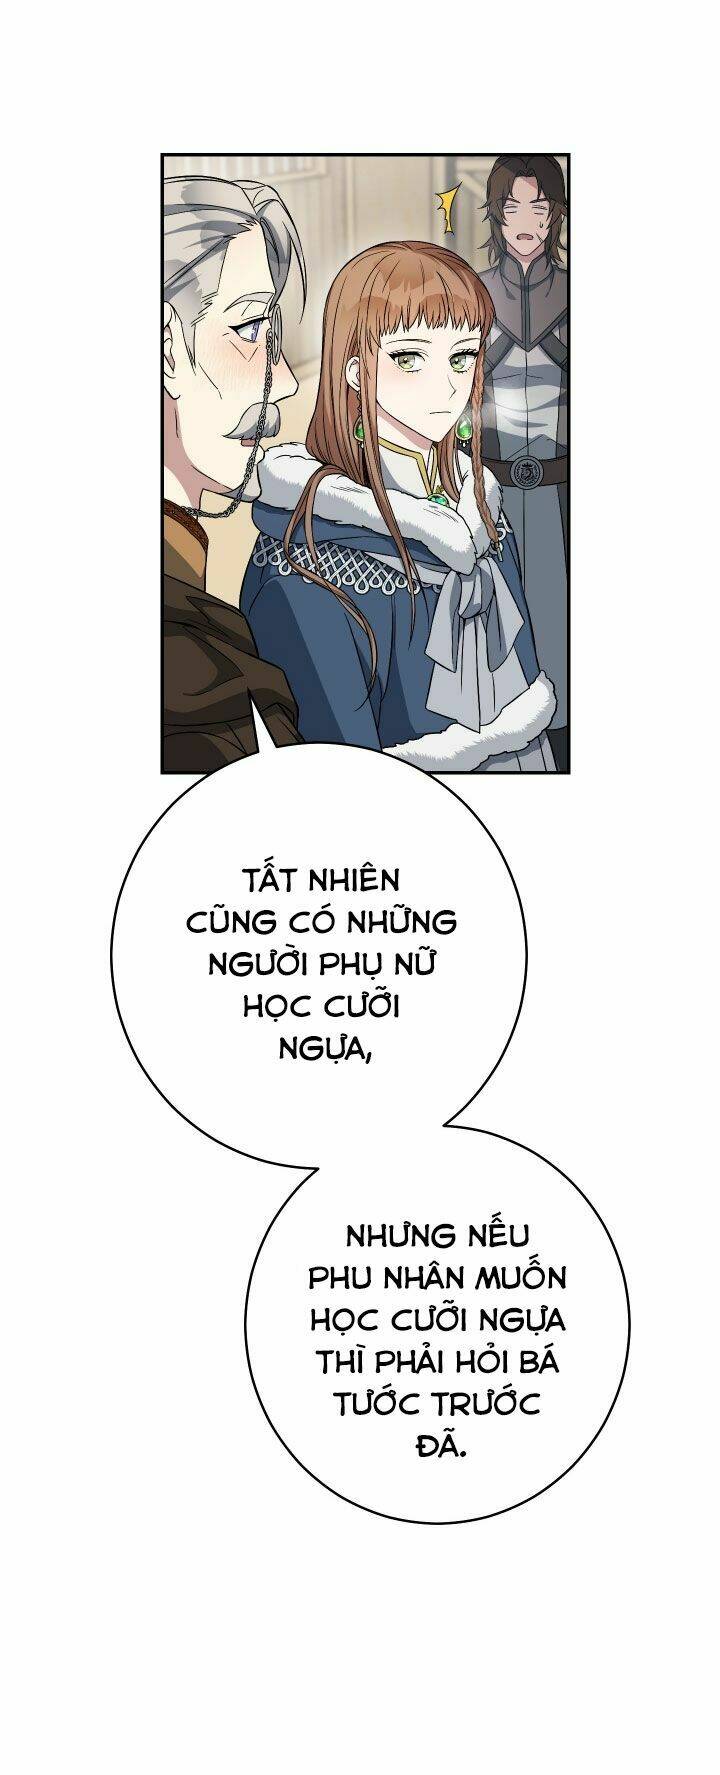 TẤT NHIÊN
CŨNG CÓ NHỮNG
NGƯỜI PHỤ NỮ
HỌC CƯỠI
NGỰA,
NHƯNG NẾU
PHU NHÂN MUỐN
HỌC CƯỠI NGỰA
THÌ PHẢI HỎI BÁ
TƯỚC TRƯỚC
ĐÃ.